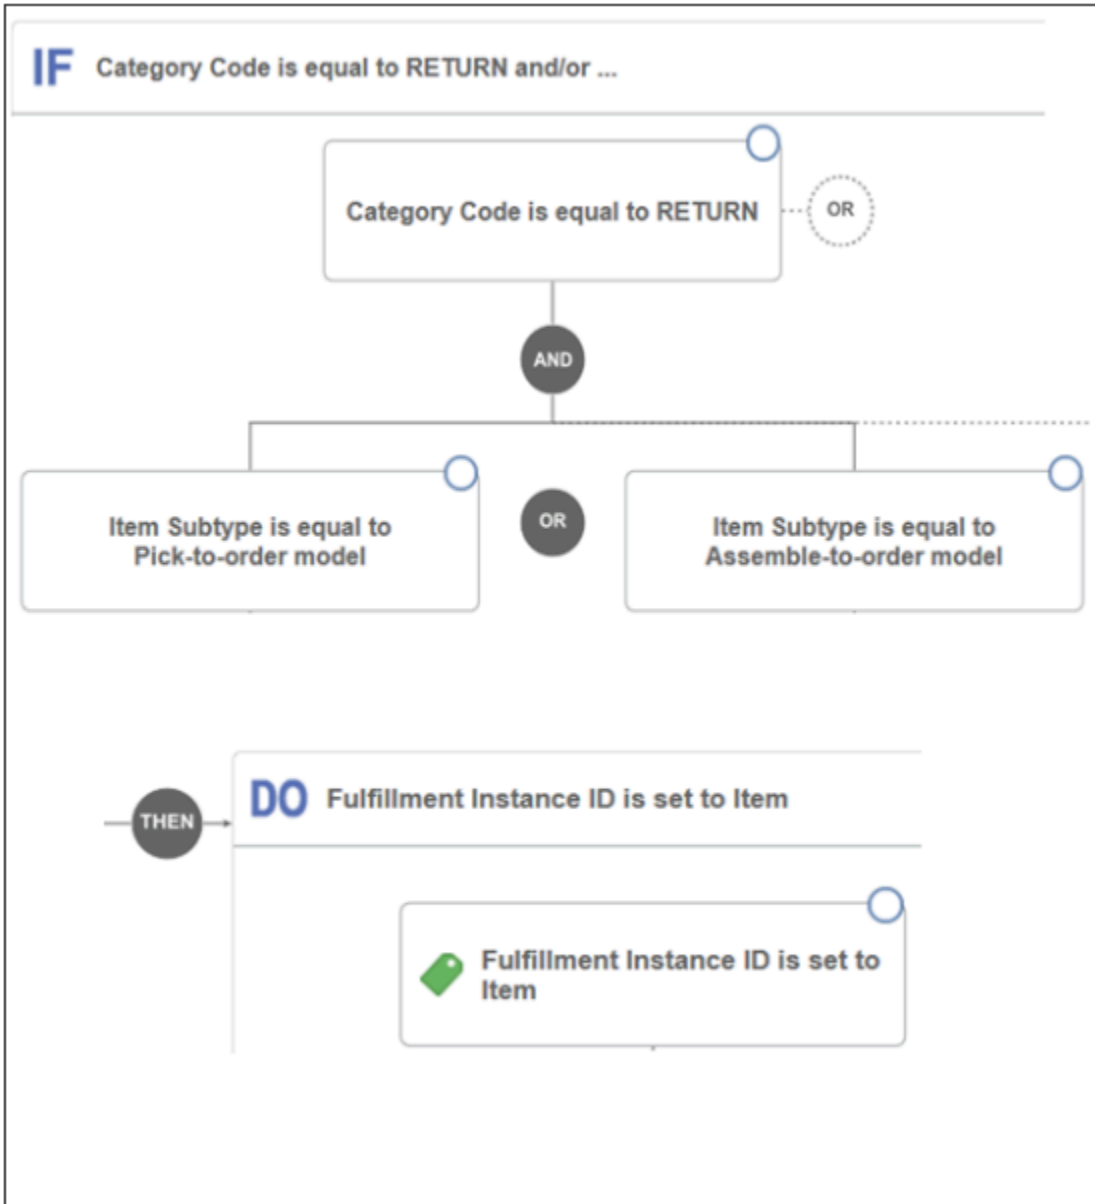 IF Category Code is equal to RETURN and/or ...
Category Code is equal to RETURN
OR
AND
Item Subtype is equal to
Pick-to-order model
OR
Item Subtype is equal to
Assemble-to-order model
THEN
DO Fulfillment Instance ID is set to Item
Fulfillment Instance ID is set to
Item